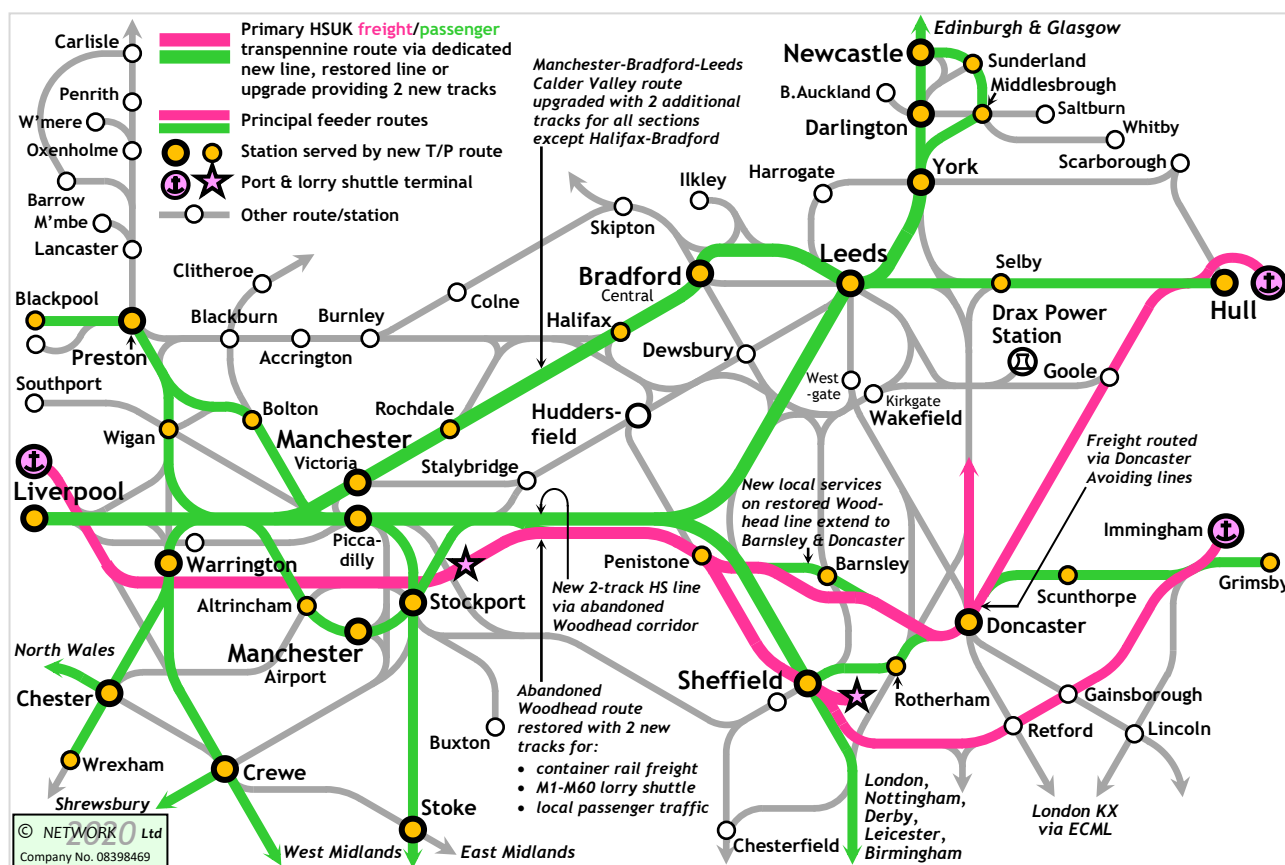 Primary HSUK freight/passenger
transpennine route via dedicated
new line, restored line or
upgrade providing 2 new tracks
Principal feeder routes
Station served by new T/P route
Port & lorry shuttle terminal
Other route/station
Carlisle
Penrith
W'mere
Oxenholme
Barrow
M'mbe
Lancaster
Blackpool
Preston
Clitheroe
Blackburn
Accrington
Burnley
Colne
Skipton
Ilkley
Harrogate
Manchester-Bradford-Leeds
Calder Valley route
upgraded with 2 additional
tracks for all sections
except Halifax-Bradford
Edinburgh & Glasgow
Newcastle
Sunderland
Middlesbrough
B.Auckland
Saltburn
Darlington
Whitby
Scarborough
York
Bradford
Central
Leeds
Selby
Hull
Halifax
Drax Power
Station
Goole
Dewsbury
West
-gate
Kirkgate
Wakefield
Hudders-
field
Southport
Wigan
Bolton
Rochdale
Manchester
Victoria
Stalybridge
Liverpool
Picca-
dilly
Warrington
Altrincham
Stockport
Manchester
Airport
New local services
on restored Wood-
head line extend to
Barnsley & Doncaster
Freight routed
via Doncaster
Avoiding lines
Immingham
Grimsby
Scunthorpe
Penistone
Barnsley
Doncaster
New 2-track HS line
via abandoned
Woodhead corridor
North Wales
Chester
Wrexham
Shrewsbury
Crewe
West Midlands
Stoke
East Midlands
Buxton
Abandoned
Woodhead route
restored with 2 new
tracks for:
• container rail freight
• M1-M60 lorry shuttle
• local passenger traffic
Sheffield
Rotherham
Gainsborough
Retford
Lincoln
Chesterfield
London,
Nottingham,
Derby,
Leicester,
Birmingham
London KX
via ECML
© NETWORK 2020 Ltd
Company No. 08398469